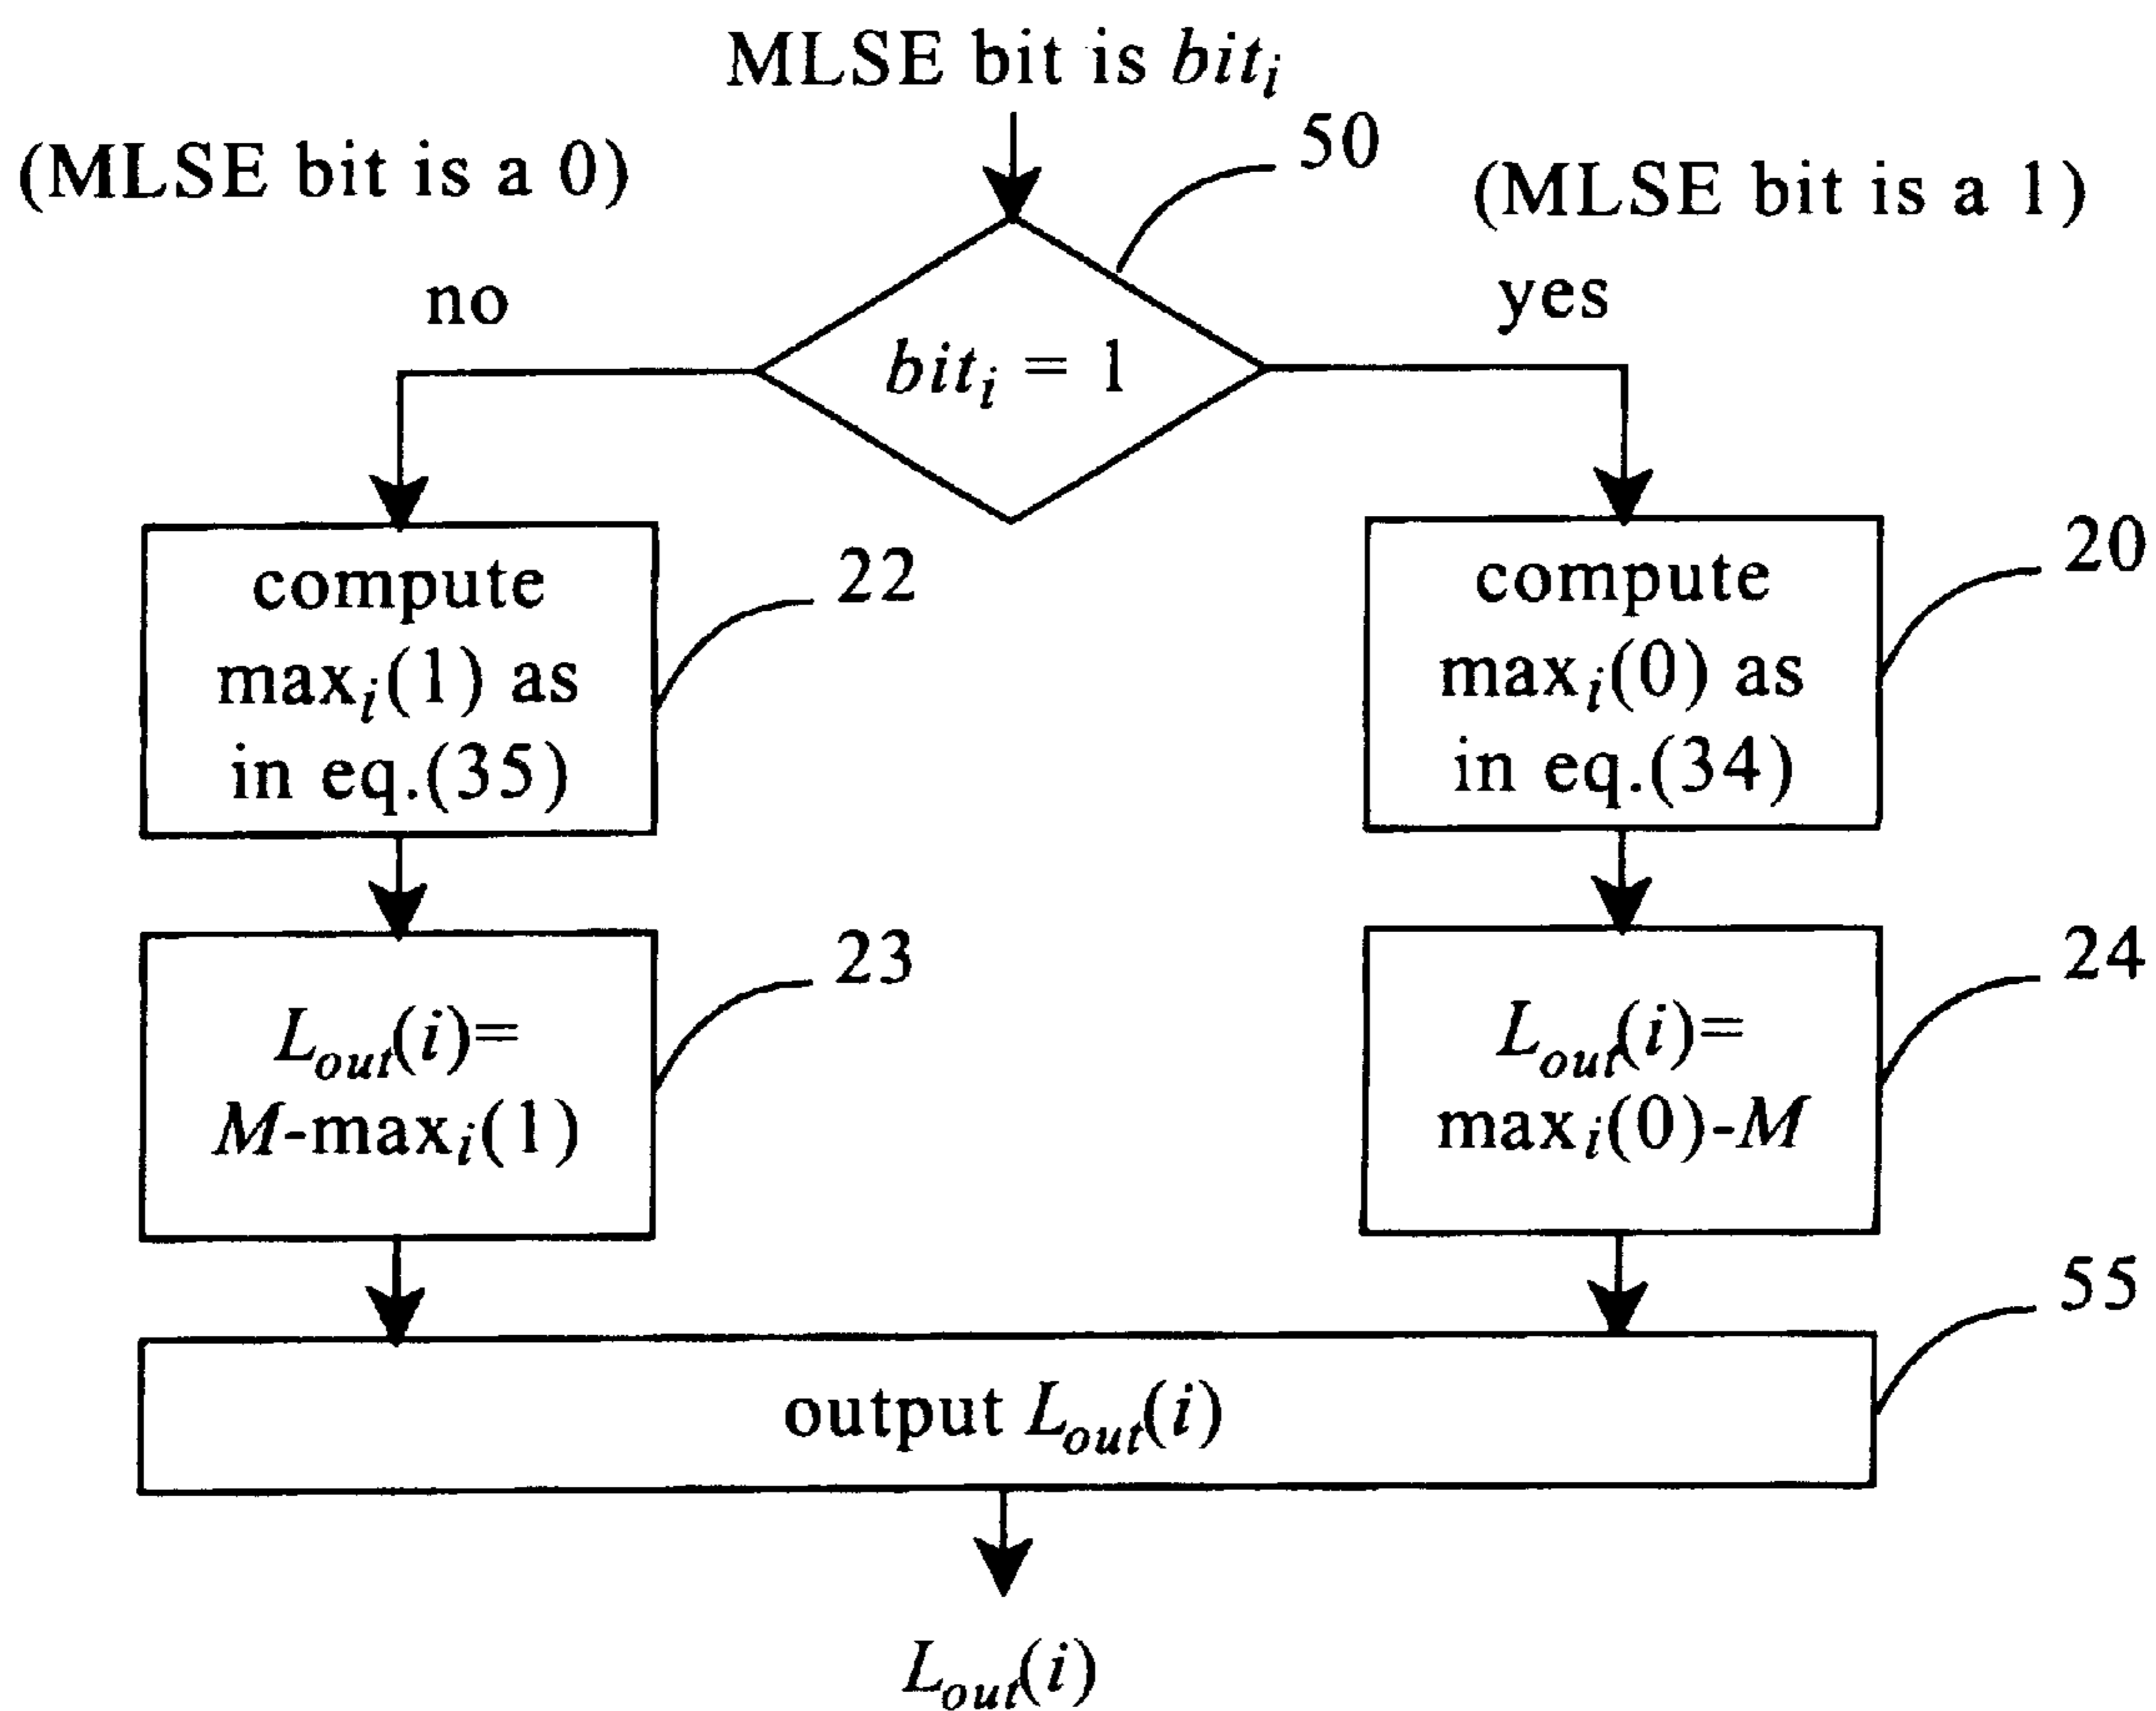 MLSE bit is bit_i
50
(MLSE bit is a 0)
(MLSE bit is a 1)
no
yes
bit_i = 1
compute
max_i(1) as
in eq.(35)
22
compute
max_i(0) as
in eq.(34)
20
L_out(i)=
M-max_i(1)
23
L_out(i)=
max_i(0)-M
24
55
output L_out(i)
L_out(i)